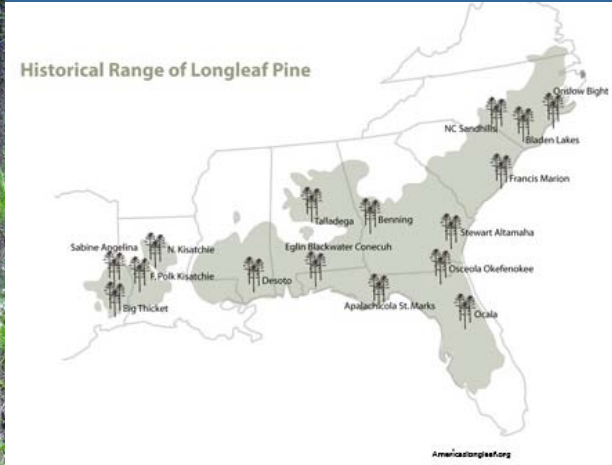 Historical Range of Longleaf Pine
Onslow Bight
NC Sandhills
Bladen Lakes
Francis Marion
Talladega
Benning
Stewart Altamaha
Sabine Angelina
N. Kisatchie
Eglin Blackwater Conecuh
Osceola Okefenokee
F. Polk Kisatchie
Desoto
Big Thicket
Apalachicola St. Marks
Ocala
Americaslongleaf.org